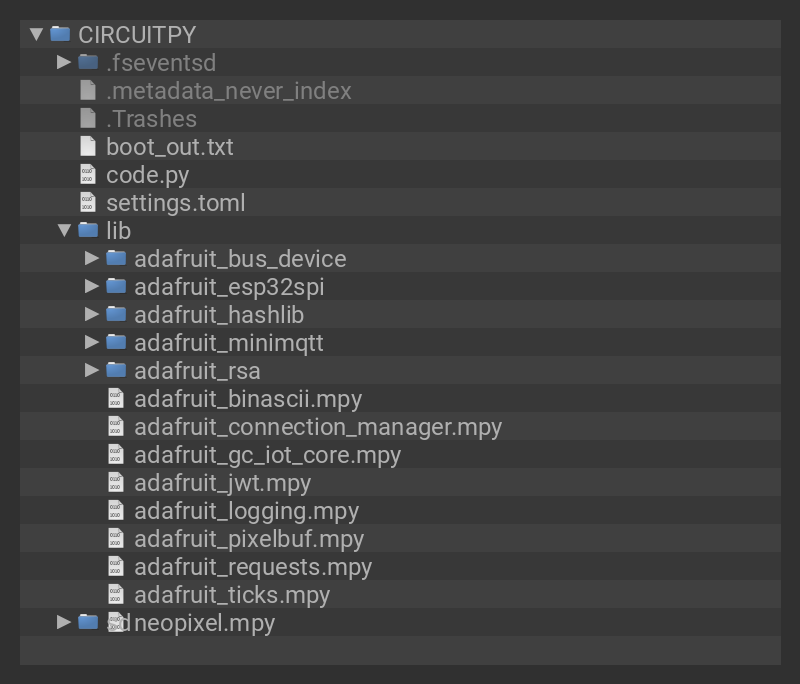 CIRCUITPY
.fseventsd
.metadata_never_index
.Trashes
boot_out.txt
code.py
settings.toml
lib
adafruit_bus_device
adafruit_esp32spi
adafruit_hashlib
adafruit_minimqtt
adafruit_rsa
adafruit_binascii.mpy
adafruit_connection_manager.mpy
adafruit_gc_iot_core.mpy
adafruit_jwt.mpy
adafruit_logging.mpy
adafruit_pixelbuf.mpy
adafruit_requests.mpy
adafruit_ticks.mpy
sd neopixel.mpy